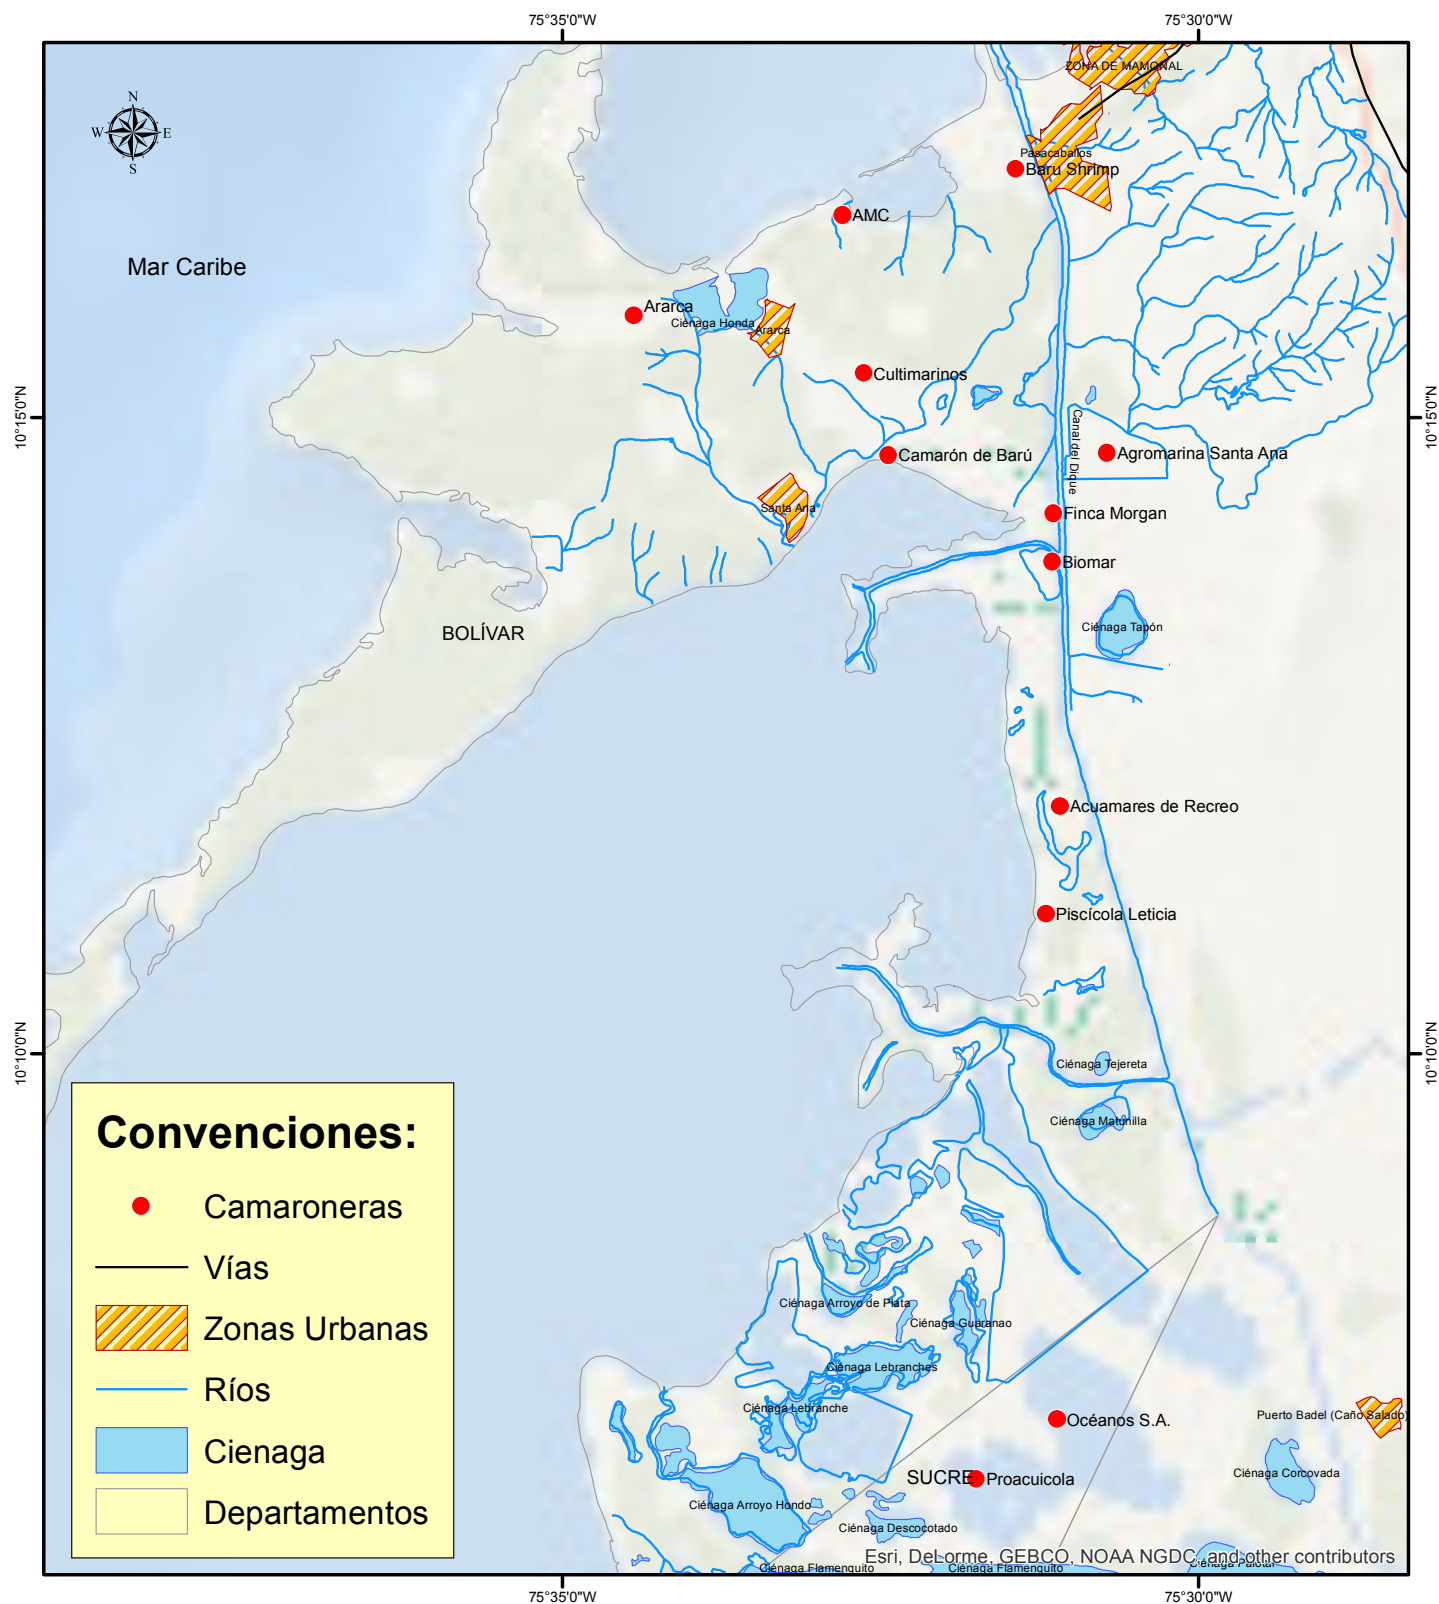 75°35'0"W
75°30'0"W
ZONA DE MAMONAL
N
W
E
S
Pasacaballos
Baru Shrimp
AMC
Mar Caribe
Ararca
Ciénaga Honda
Ararca
Cultimarinos
10°15'0"N
10°15'0"N
Canal del Dique
Camarón de Barú
Agromarina Santa Ana
Santa Ana
Finca Morgan
Biomar
BOLÍVAR
Ciénaga Tapón
Acuamares de Recreo
Piscícola Leticia
10°10'0"N
10°10'0"N
Ciénaga Tejereta
Ciénaga Matunilla
Convenciones:
Camaroneras
Vías
Zonas Urbanas
Ríos
Cienaga
Departamentos
Ciénaga Arroyo de Plata
Ciénaga Guaranao
Ciénaga Lebranches
Ciénaga Lebranche
Océanos S.A.
Puerto Badel (Caño Salado)
SUCRE
Proacuicola
Ciénaga Corcovada
Ciénaga Arroyo Hondo
Ciénaga Descocotado
Esri, DeLorme, GEBCO, NOAA NGDC, and other contributors
Ciénaga Flamenquito
Ciénaga Flamenquito
Ciénaga Palotal
75°35'0"W
75°30'0"W